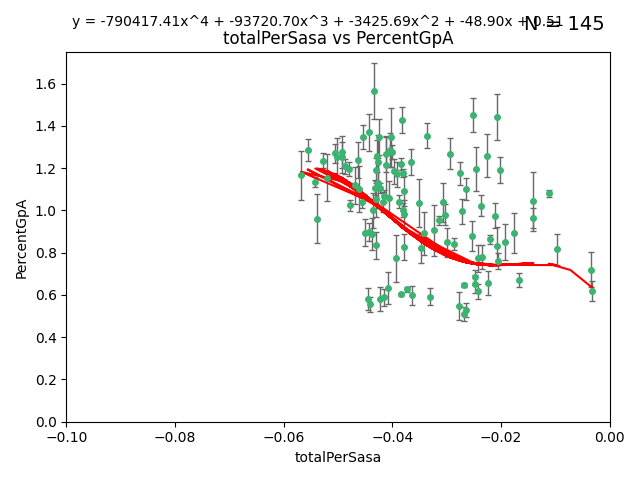 y = -790417.41x^4 + -93720.70x^3 + -3425.69x^2 + -48.90x + 0.51
N = 145
totalPerSasa vs PercentGpA
PercentGpA
1.6
1.4
1.2
1.0
0.8
0.6
0.4
0.2
0.0
−0.10 −0.08 −0.06 −0.04 −0.02 0.00
totalPerSasa